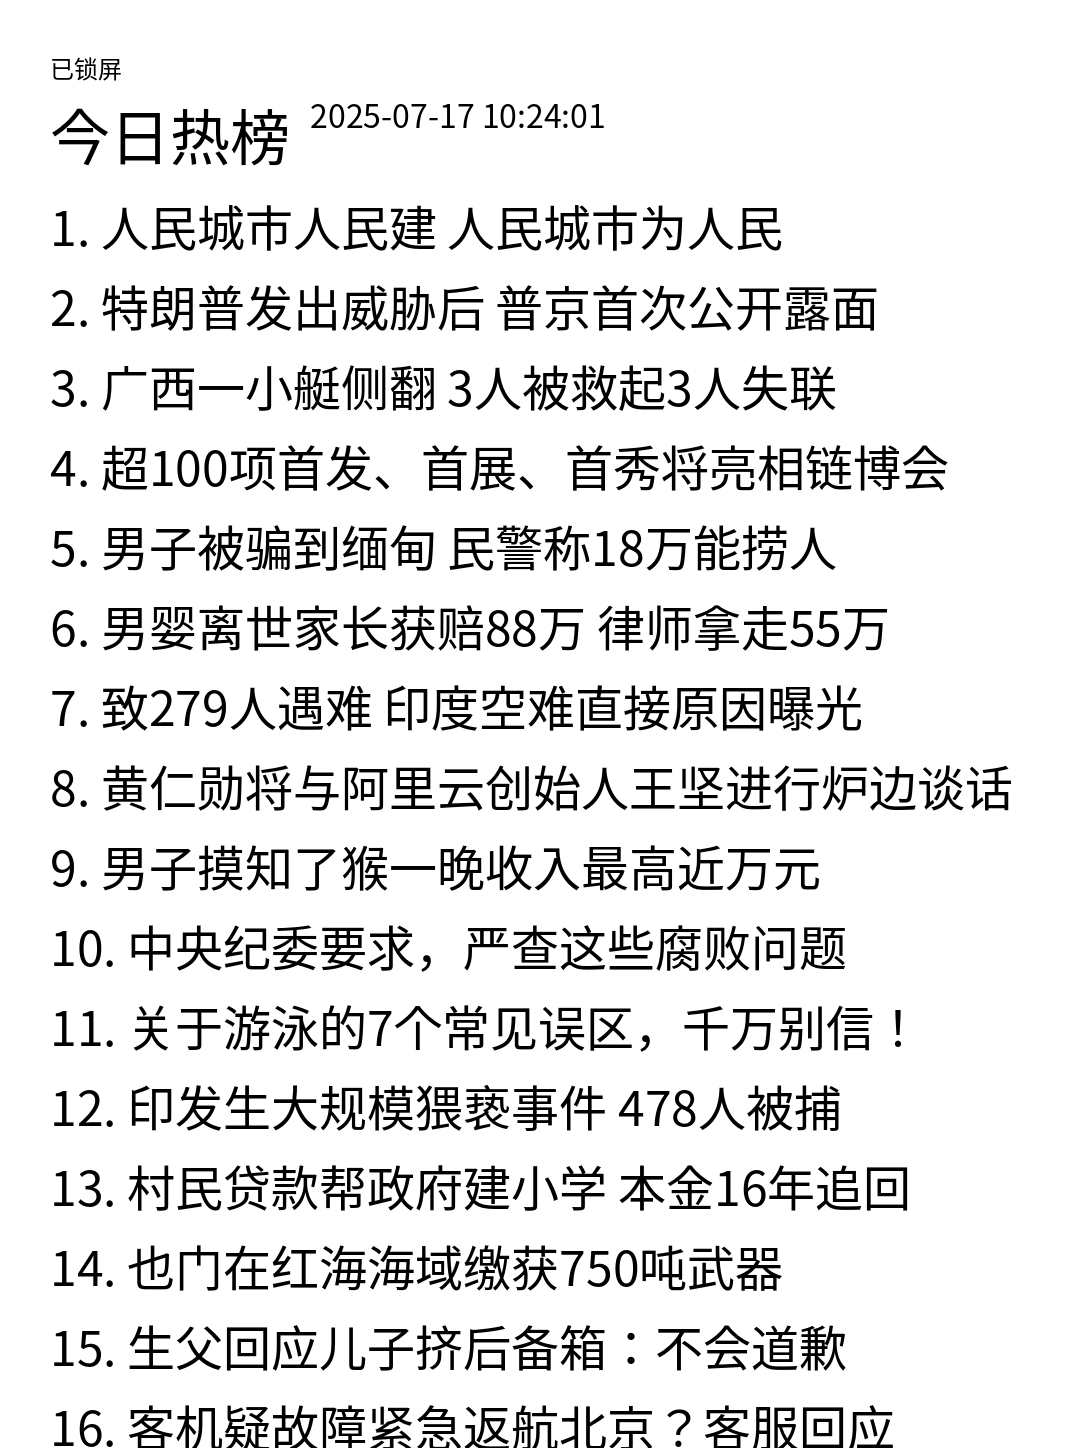 已锁屏
今日热榜 2025-07-17 10:24:01
1. 人民城市人民建 人民城市为人民
2. 特朗普发出威胁后 普京首次公开露面
3. 广西一小艇侧翻 3人被救起3人失联
4. 超100项首发、首展、首秀将亮相链博会
5. 男子被骗到缅甸 民警称18万能捞人
6. 男婴离世家长获赔88万 律师拿走55万
7. 致279人遇难 印度空难直接原因曝光
8. 黄仁勋将与阿里云创始人王坚进行炉边谈话
9. 男子摸知了猴一晚收入最高近万元
10. 中央纪委要求，严查这些腐败问题
11. 关于游泳的7个常见误区，千万别信！
12. 印发生大规模猥亵事件 478人被捕
13. 村民贷款帮政府建小学 本金16年追回
14. 也门在红海海域缴获750吨武器
15. 生父回应儿子挤后备箱：不会道歉
16. 客机疑故障紧急返航北京？客服回应